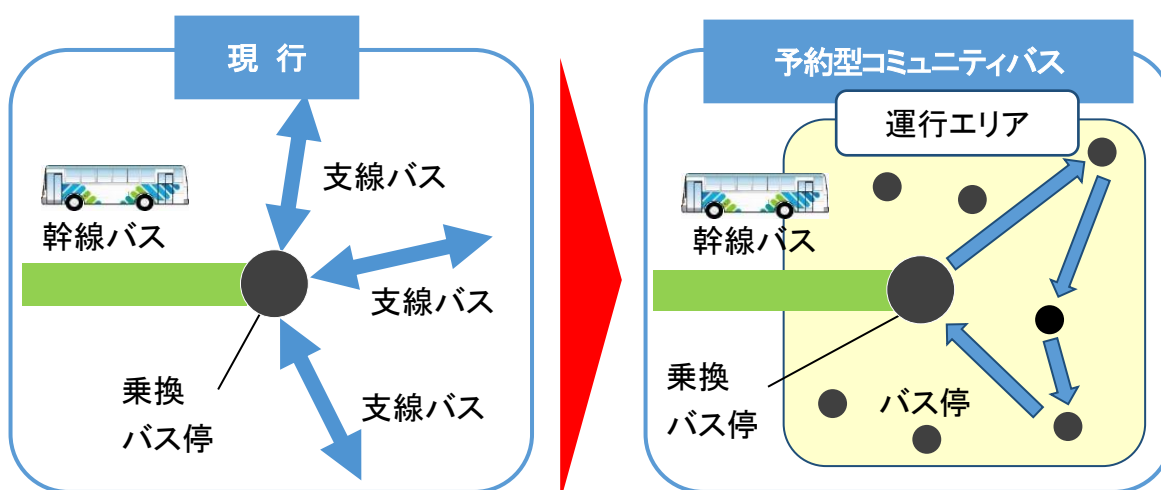 現 行
支線バス
幹線バス
支線バス
乗換
バス停
支線バス
予約型コミュニティバス
運行エリア
幹線バス
乗換
バス停
バス停